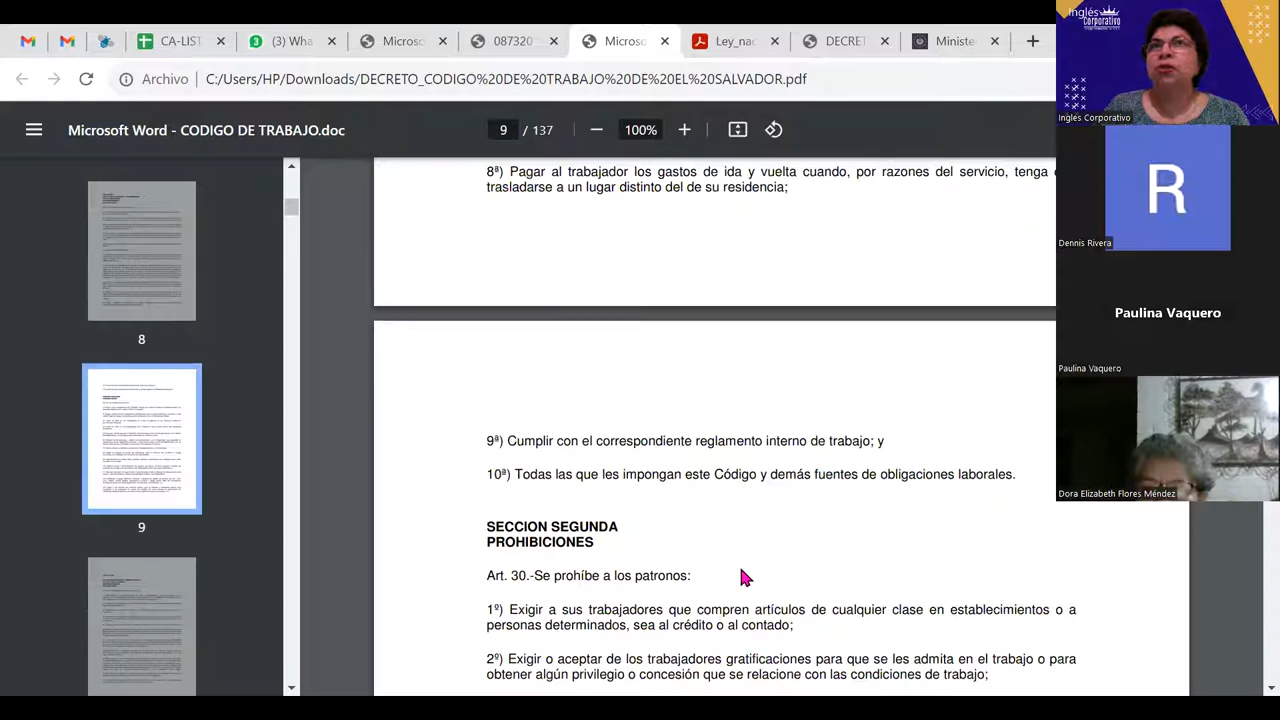 CA-LIST
(3) Wha
Microso
087320
Microso
Ley_nac
DECRET
Ministe
Archivo
C:/Users/HP/Downloads/DECRETO_CODIGO%20DE%20TRABAJO%20DE%20EL%20SALVADOR.pdf
Microsoft Word - CODIGO DE TRABAJO.doc
9 / 137
100%
8
9
8ª) Pagar al trabajador los gastos de ida y vuelta cuando, por razones del servicio, tenga
trasladarse a un lugar distinto del de su residencia;
9ª) Cumplir con el correspondiente reglamento interno de trabajo; y
10ª) Todas las que les impongan este Código y demás fuentes de obligaciones laborales.
SECCION SEGUNDA
PROHIBICIONES
Art. 30.-Se prohíbe a los patronos:
1º) Exigir a sus trabajadores que compren artículos de cualquier clase en establecimientos o a
personas determinados, sea al crédito o al contado;
2º) Exigir o aceptar de los trabajadores gratificaciones para que se les admita en el trabajo o para
obtener algún privilegio o concesión que se relacione con las condiciones de trabajo;
Inglés
Corporativo
Inglés Corporativo
R
Dennis Rivera
Paulina Vaquero
Paulina Vaquero
Dora Elizabeth Flores Méndez